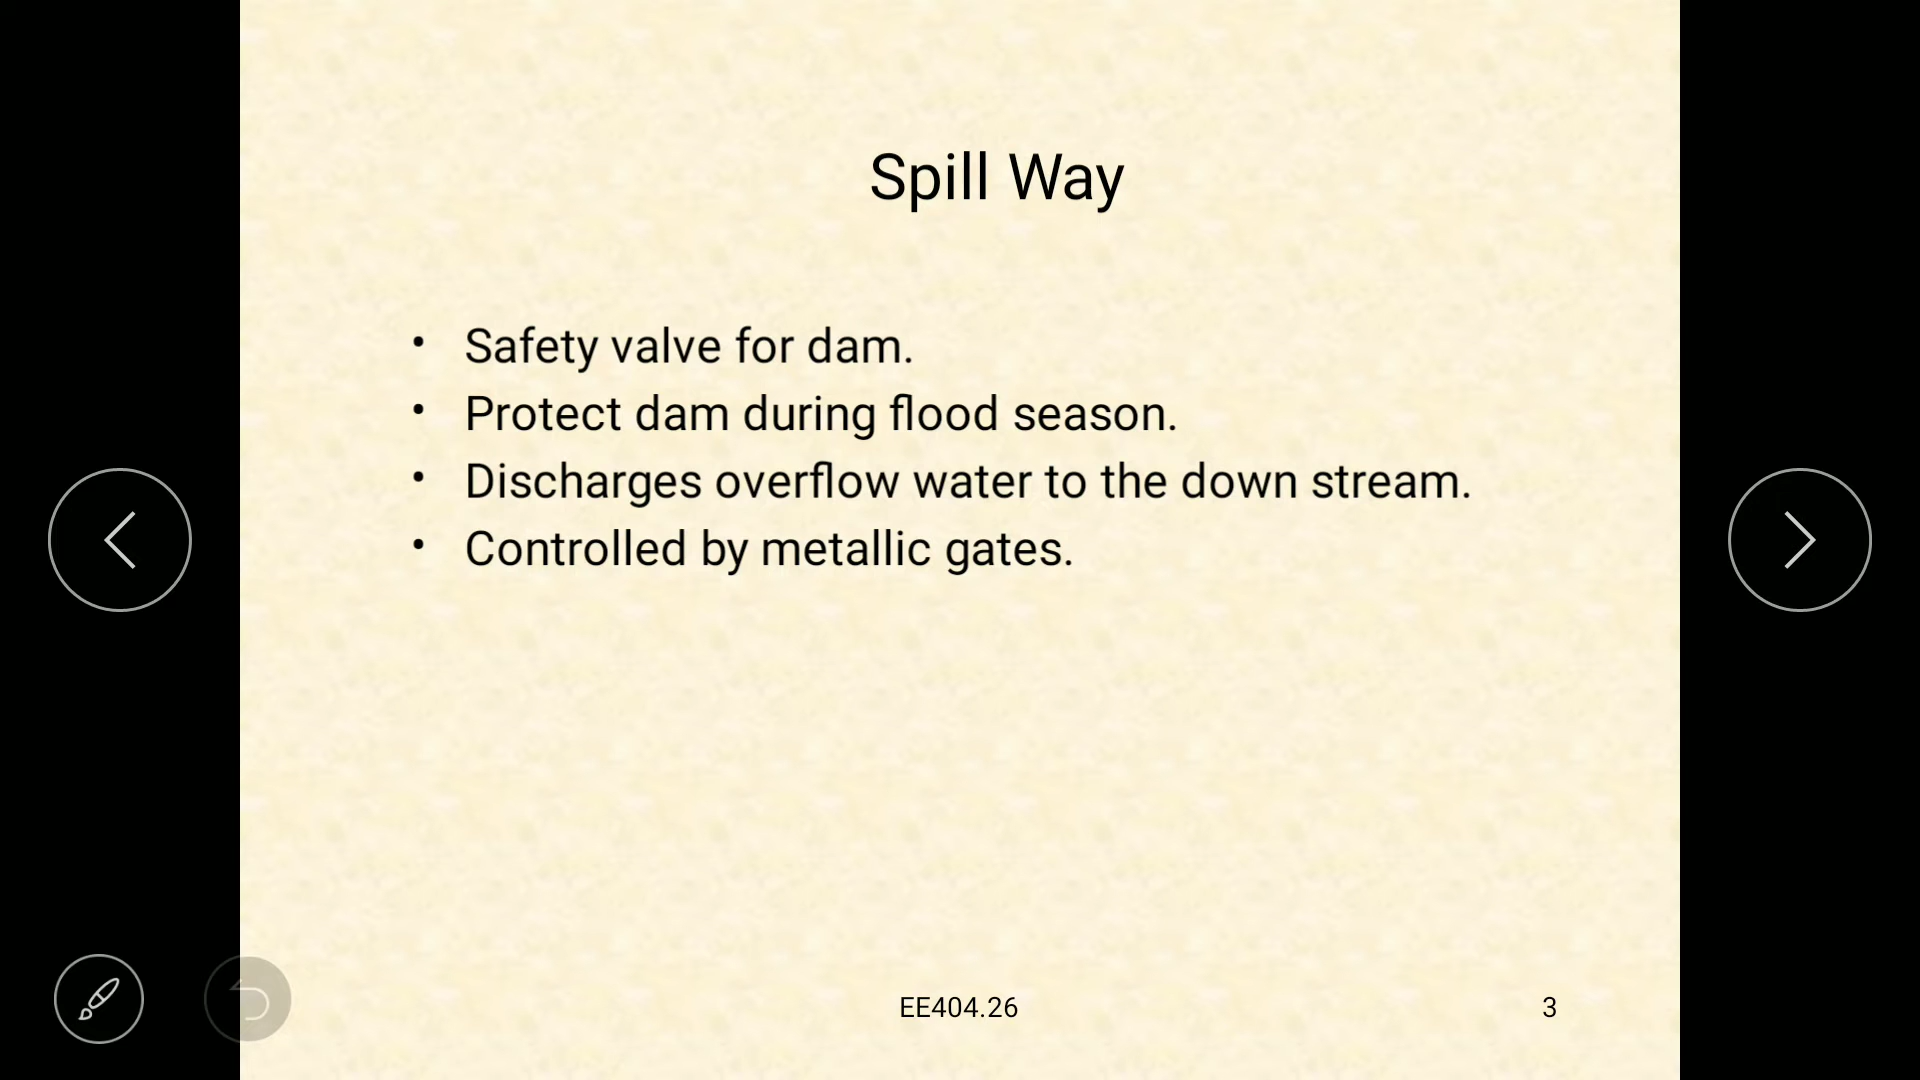 Spill Way
• Safety valve for dam.
• Protect dam during flood season.
• Discharges overflow water to the down stream.
• Controlled by metallic gates.
EE404.26
3